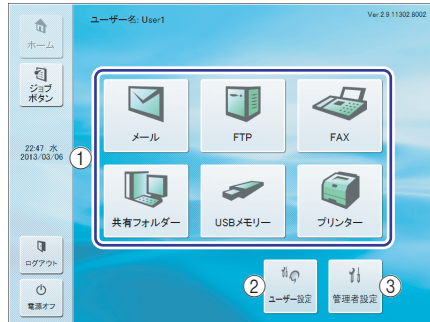 ユーザー名: User1
Ver.2.9.11302.8002
ホーム
ジョブ
ボタン
22:47 水
2013/03/06
1
メール
FTP
FAX
共有フォルダー
USBメモリー
プリンター
ログアウト
電源オフ
2
ユーザー設定
管理者設定
3